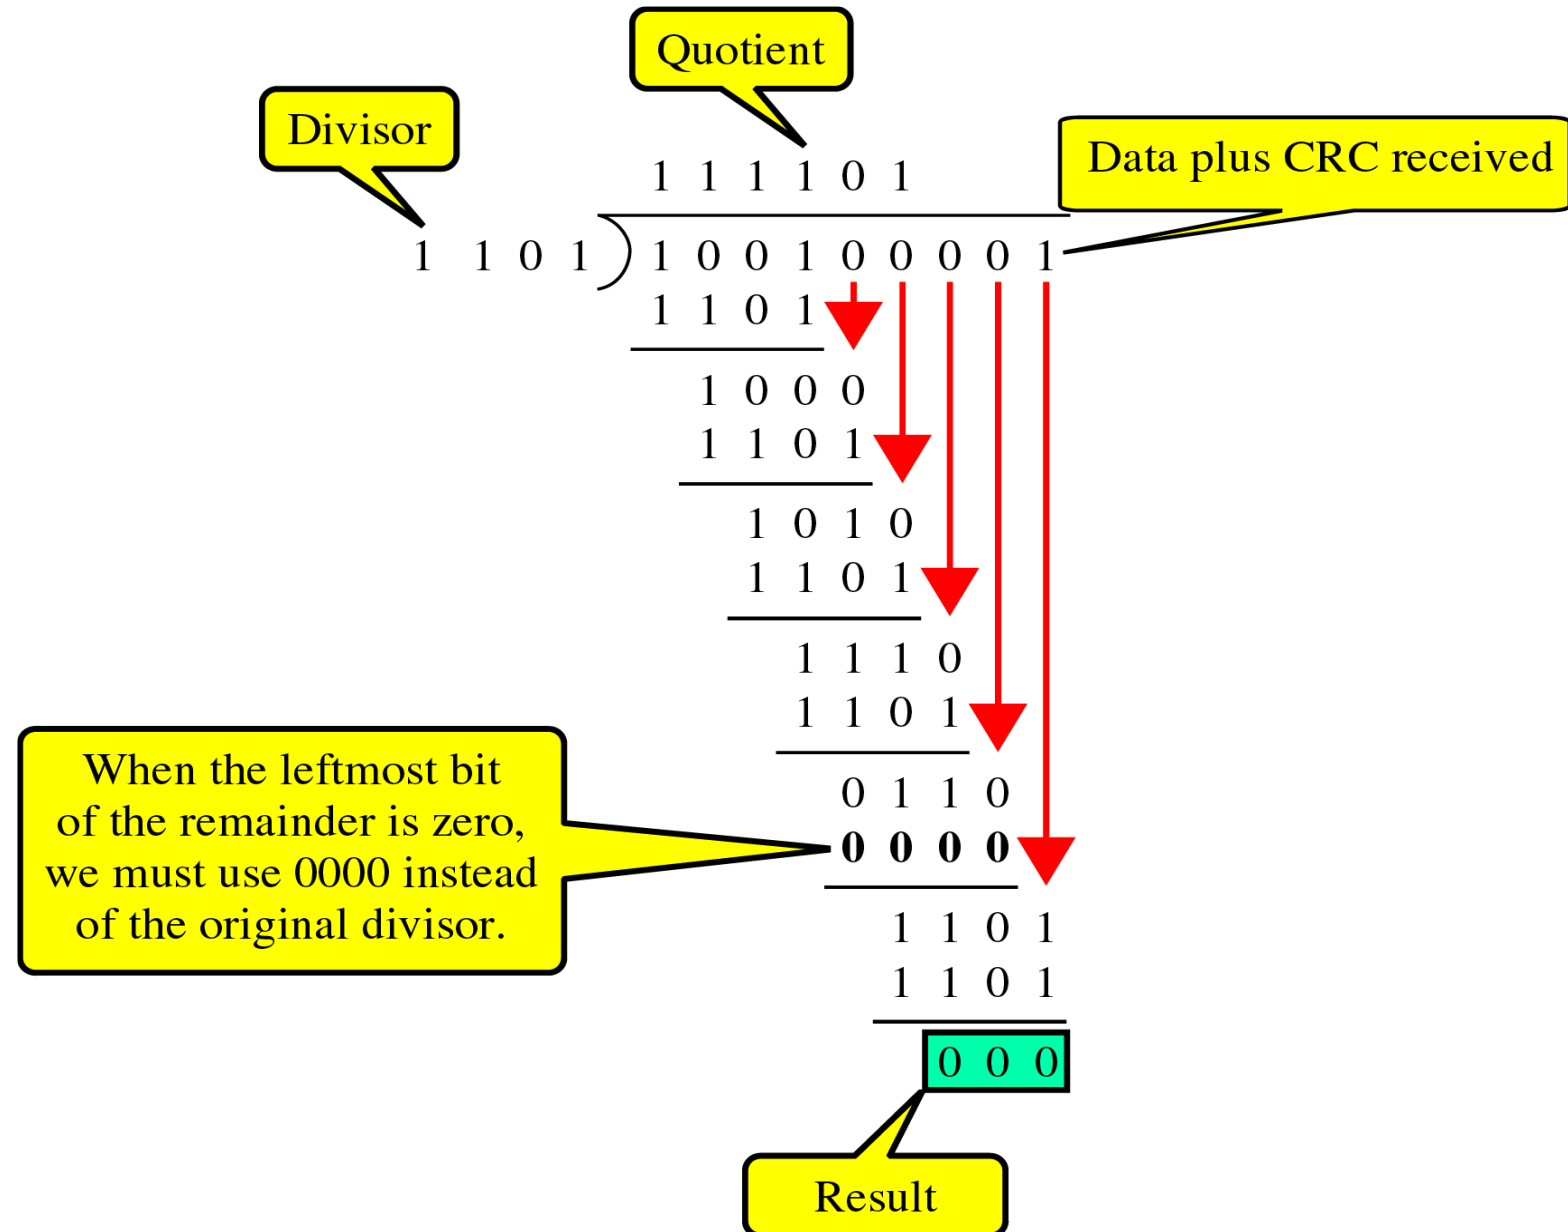 Quotient
Divisor
Data plus CRC received
1 1 1 1 0 1
1 1 0 1 ) 1 0 0 1 0 0 0 0 1
1 1 0 1
1 0 0 0
1 1 0 1
1 0 1 0
1 1 0 1
1 1 1 0
1 1 0 1
When the leftmost bit
of the remainder is zero,
we must use 0000 instead
of the original divisor.
0 1 1 0
0 0 0 0
1 1 0 1
1 1 0 1
0 0 0
Result